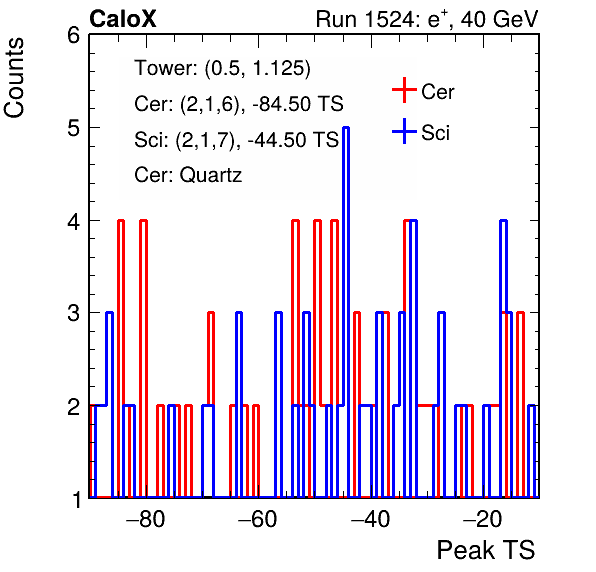 CaloX Run 1524: e⁺, 40 GeV
Counts
6
Tower: (0.5, 1.125)
Cer: (2,1,6), -84.50 TS
Sci: (2,1,7), -44.50 TS
Cer: Quartz
Cer
Sci
5
4
3
2
1
−80 −60 −40 −20
Peak TS